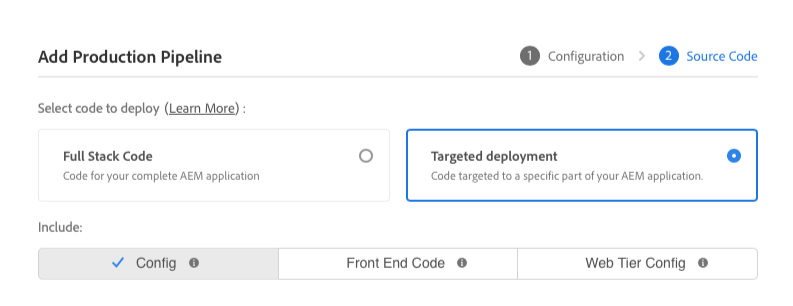 Add Production Pipeline
1 Configuration > 2 Source Code
Select code to deploy (Learn More) :
Full Stack Code
Code for your complete AEM application
Targeted deployment
Code targeted to a specific part of your AEM application.
Include:
Config
Front End Code
Web Tier Config